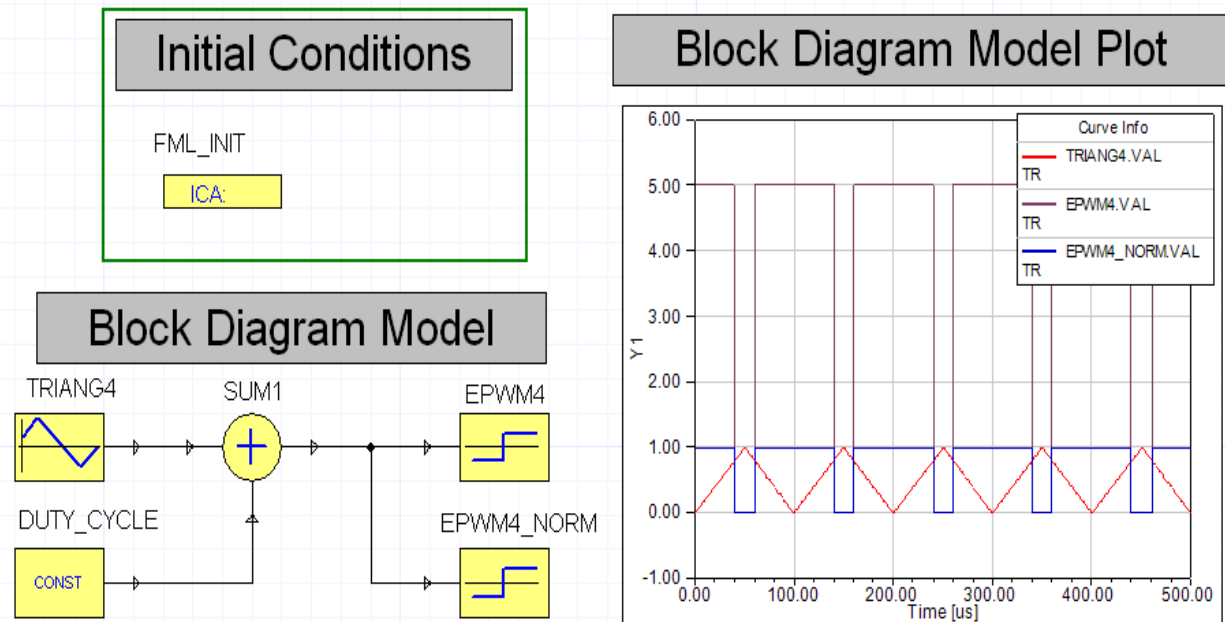 Initial Conditions
FML_INIT
ICA:
Block Diagram Model
TRIANG4
SUM1
EPWM4
DUTY_CYCLE
CONST
EPWM4_NORM
Block Diagram Model Plot
Curve Info
TRIANG4.VAL
TR
EPWM4.VAL
TR
EPWM4_NORM.VAL
TR
Y1
6.00
5.00
4.00
3.00
2.00
1.00
0.00
-1.00
0.00 100.00 200.00 300.00 400.00 500.00
Time [us]